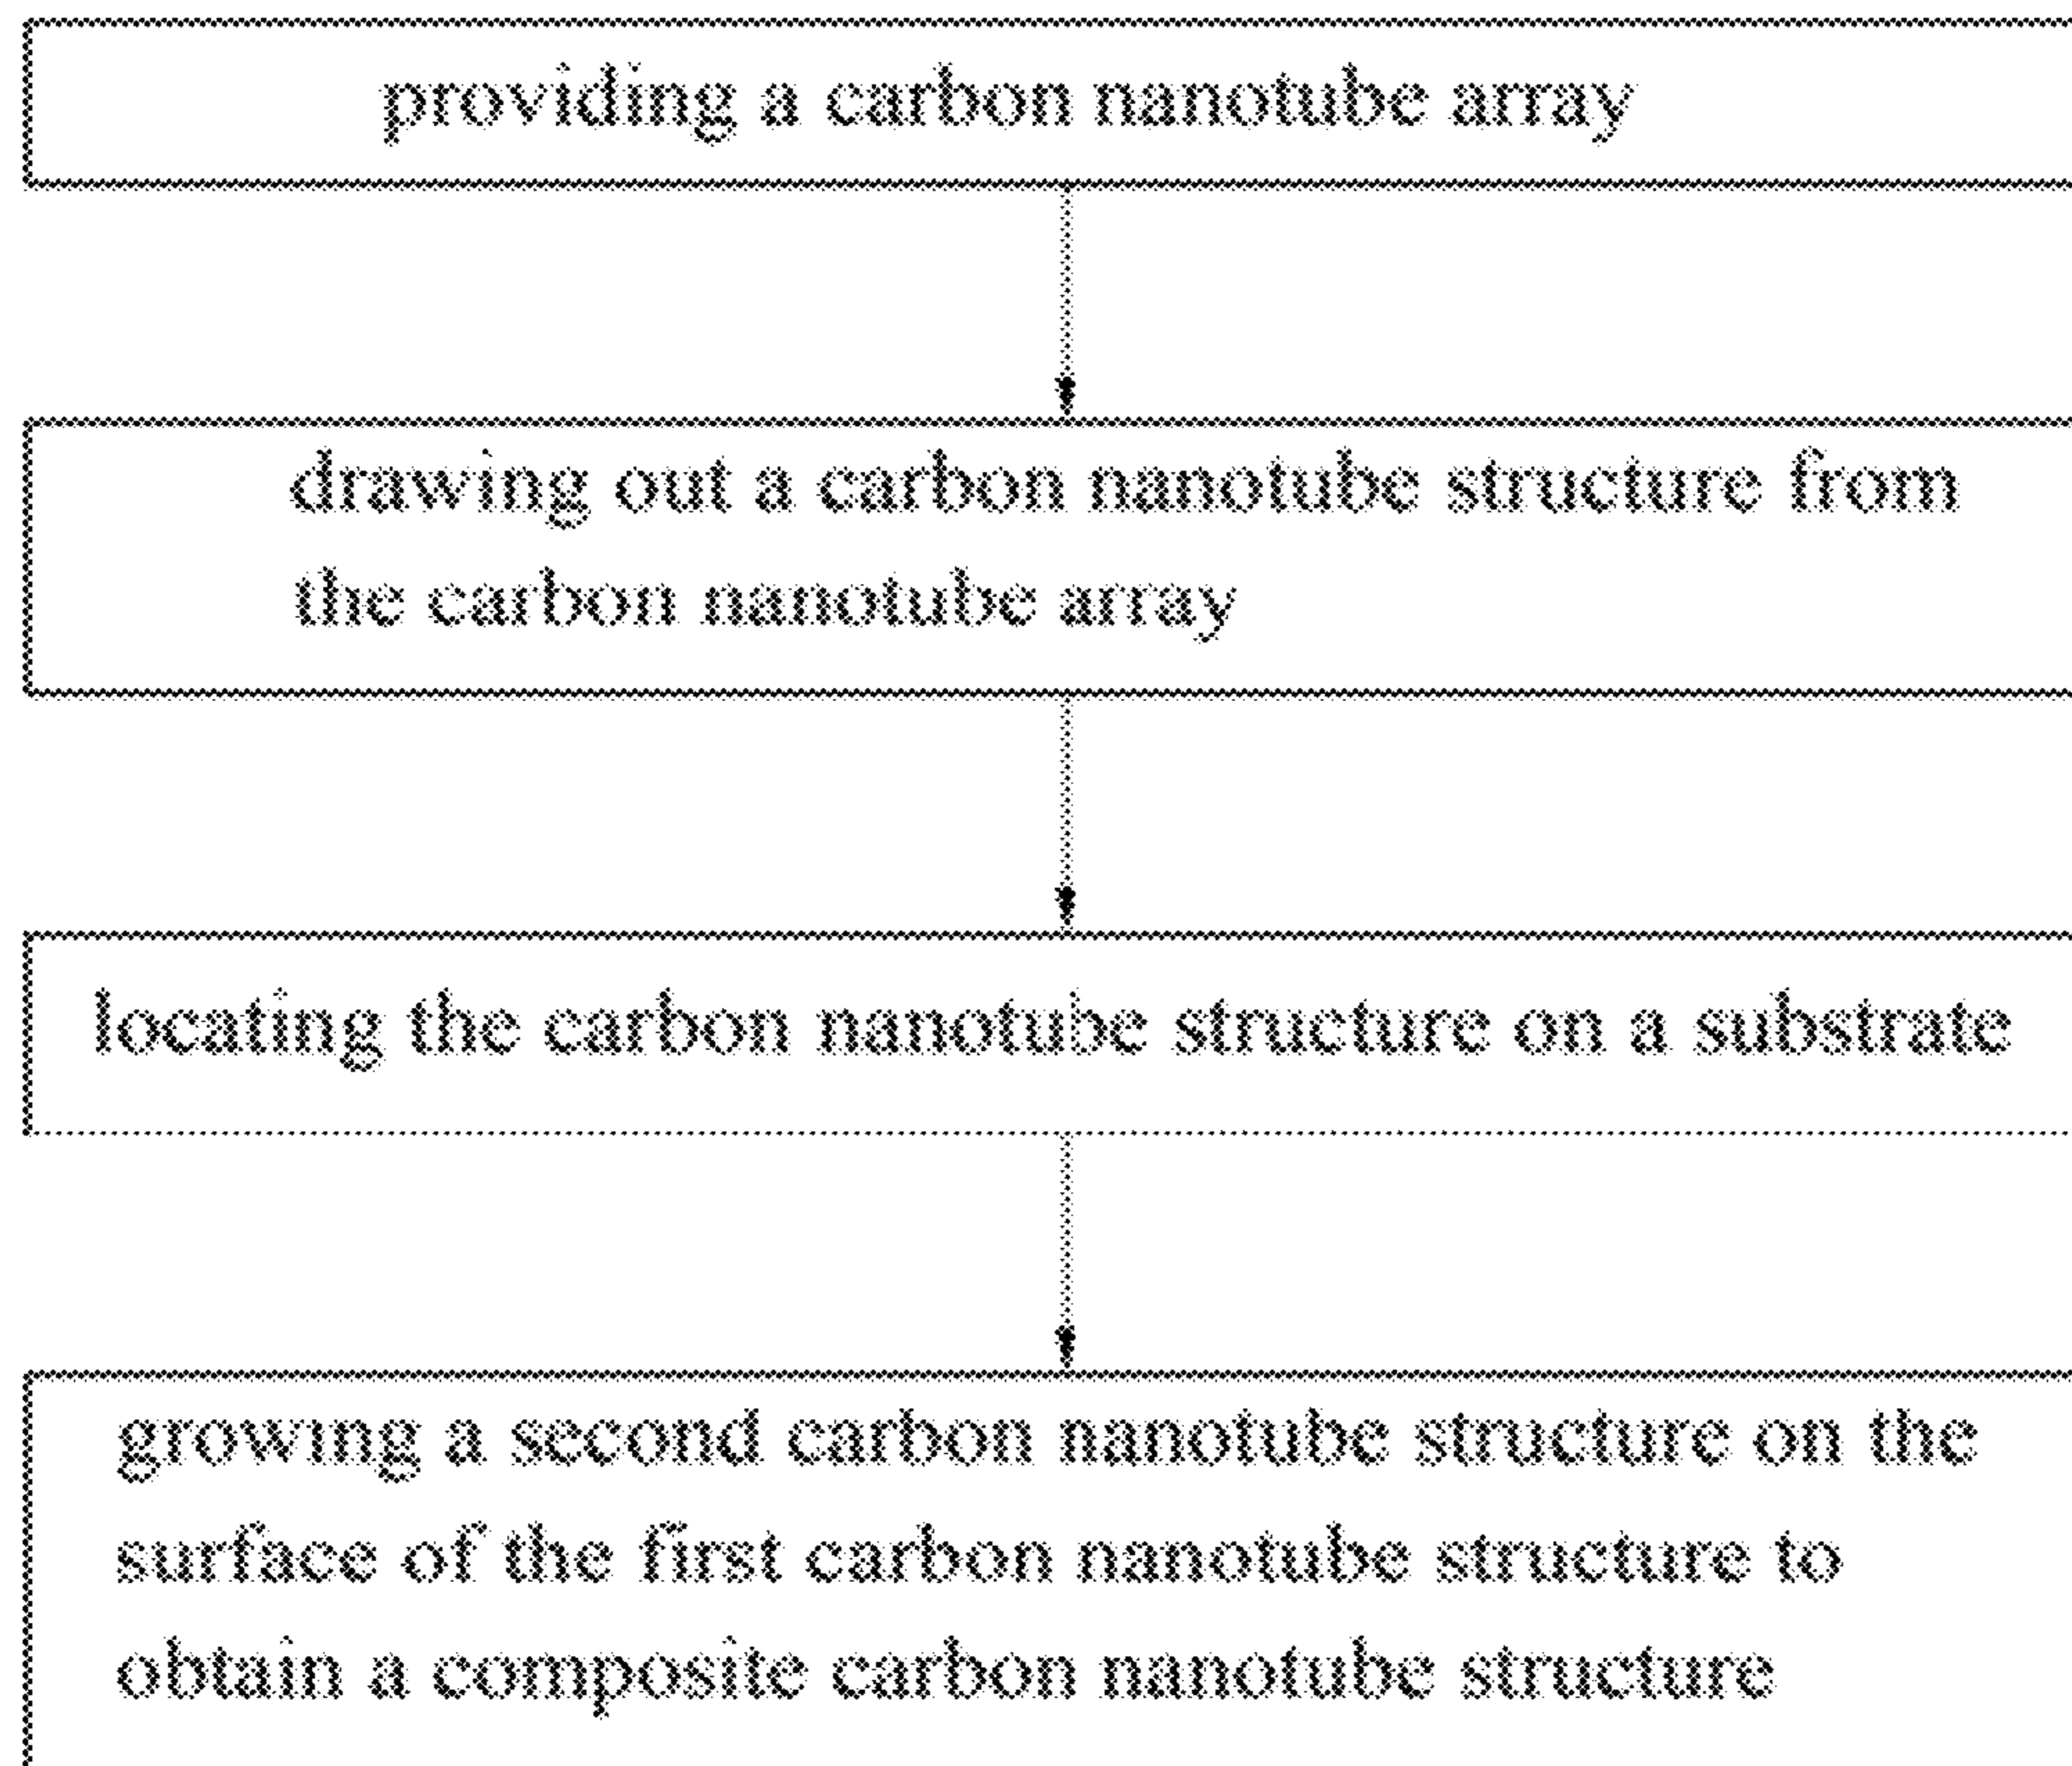 providing a carbon nanotube array
drawing out a carbon nanotube structure from
the carbon nanotube array
locating the carbon nanotube structure on a substrate
growing a second carbon nanotube structure on the
surface of the first carbon nanotube structure to
obtain a composite carbon nanotube structure